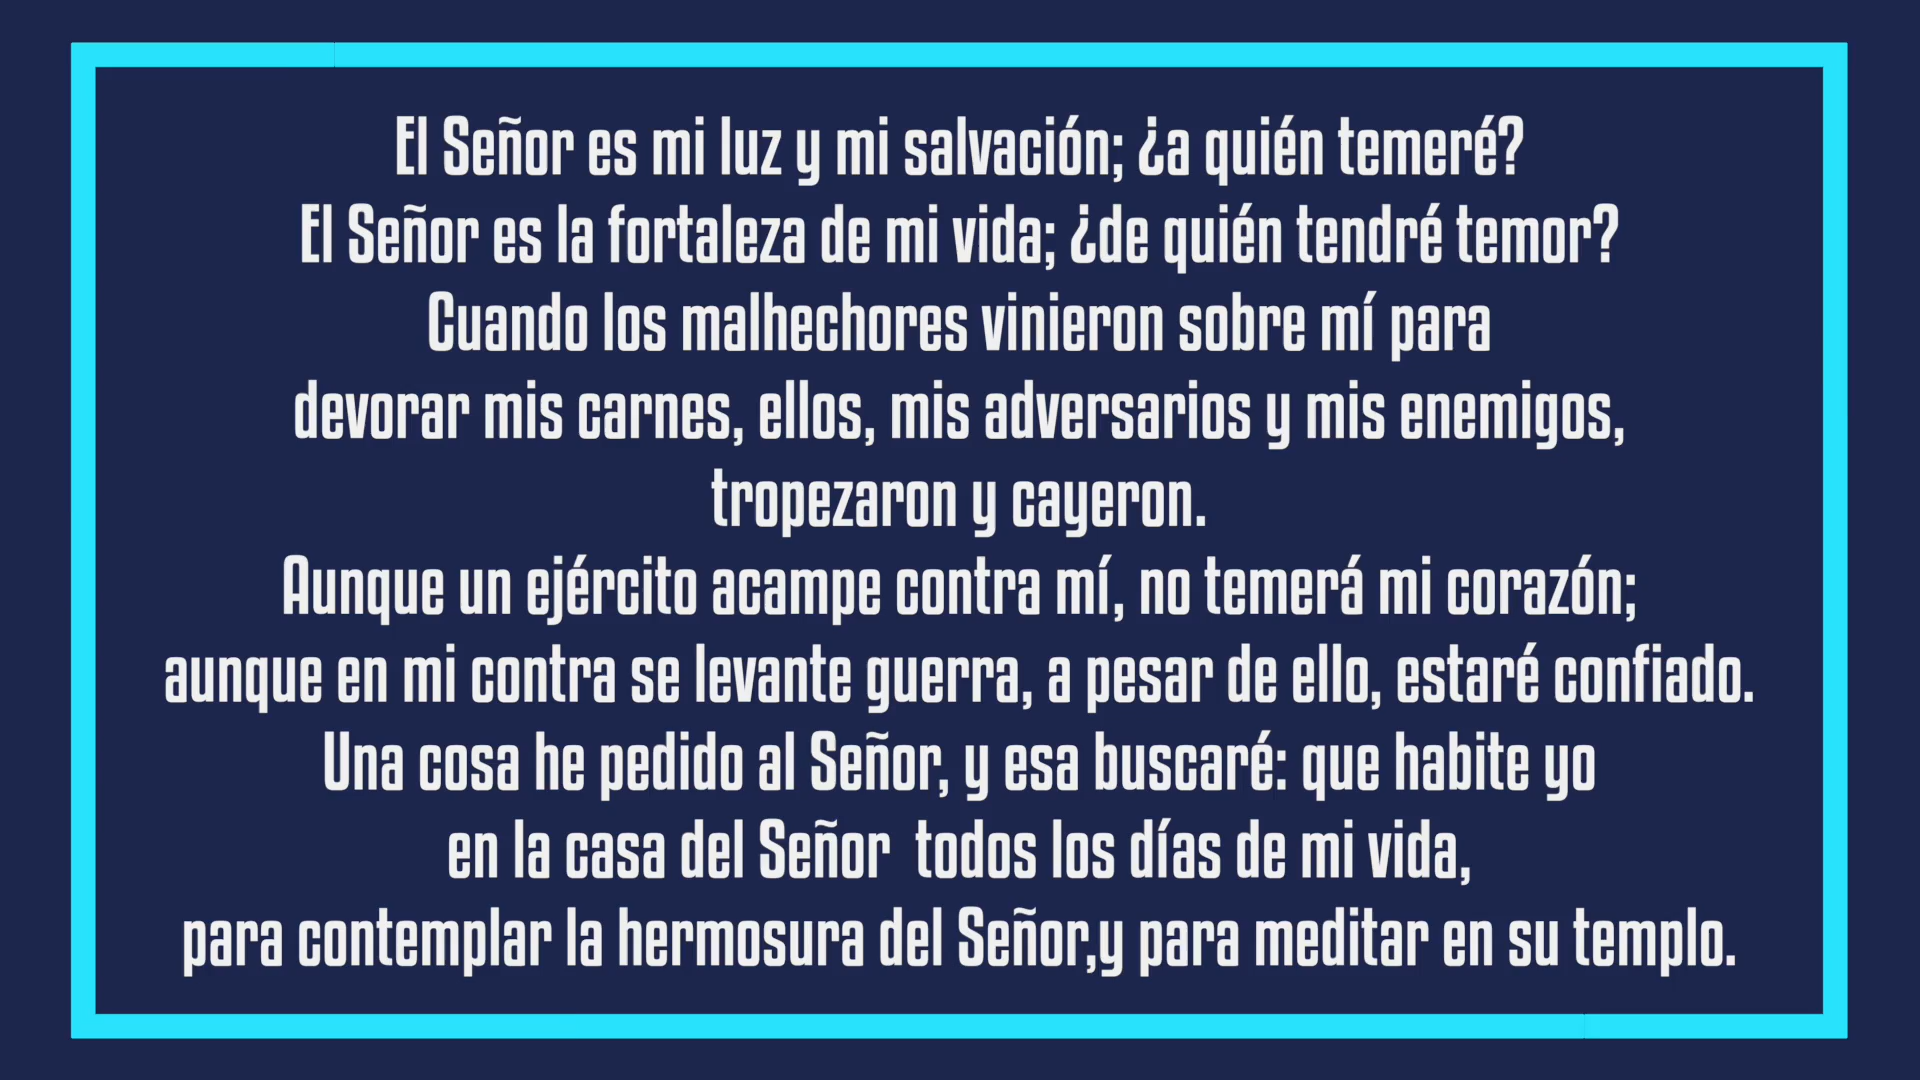 El Señor es mi luz y mi salvación; ¿a quién temeré?
El Señor es la fortaleza de mi vida; ¿de quién tendré temor?
Cuando los malhechores vinieron sobre mí para
devorar mis carnes, ellos, mis adversarios y mis enemigos,
tropezaron y cayeron.
Aunque un ejército acampe contra mí, no temerá mi corazón;
aunque en mi contra se levante guerra, a pesar de ello, estaré confiado.
Una cosa he pedido al Señor, y esa buscaré: que habite yo
en la casa del Señor  todos los días de mi vida,
para contemplar la hermosura del Señor,y para meditar en su templo.